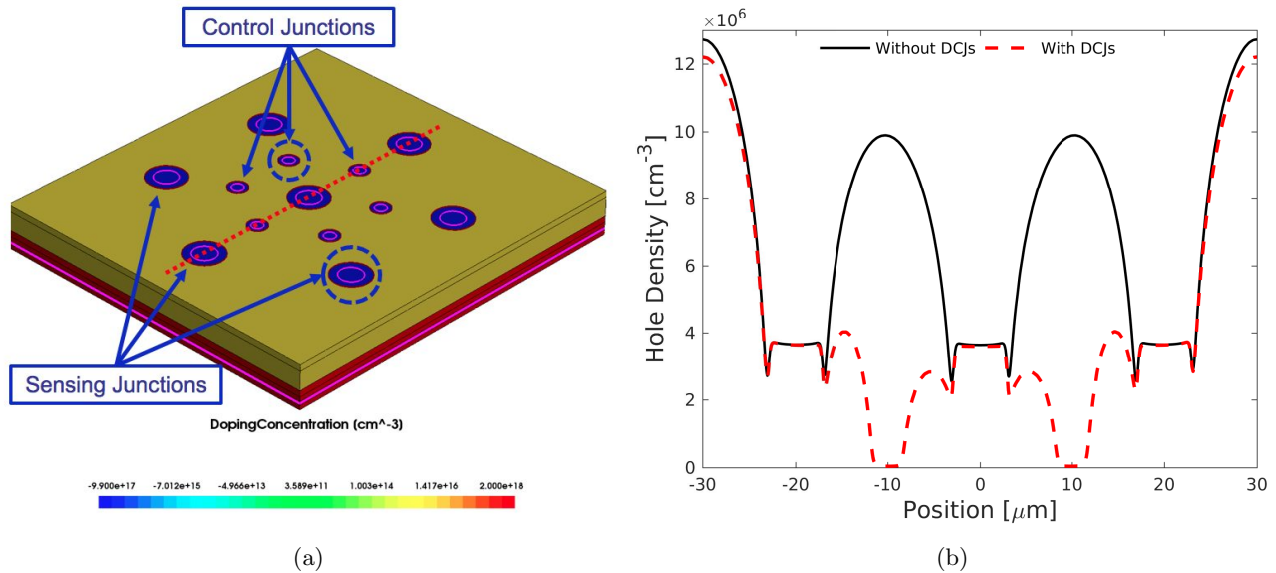 Control Junctions
Sensing Junctions
DopingConcentration [cm^-3]
-9.900e+17 -7.012e+15 -4.966e+13 3.589e+11 1.003e+14 1.417e+16 2.000e+18
(a)
×10⁶
Without DCJs With DCJs
Hole Density [cm⁻³]
12
10
8
6
4
2
0
-30 -20 -10 0 10 20 30
Position [μm]
(b)